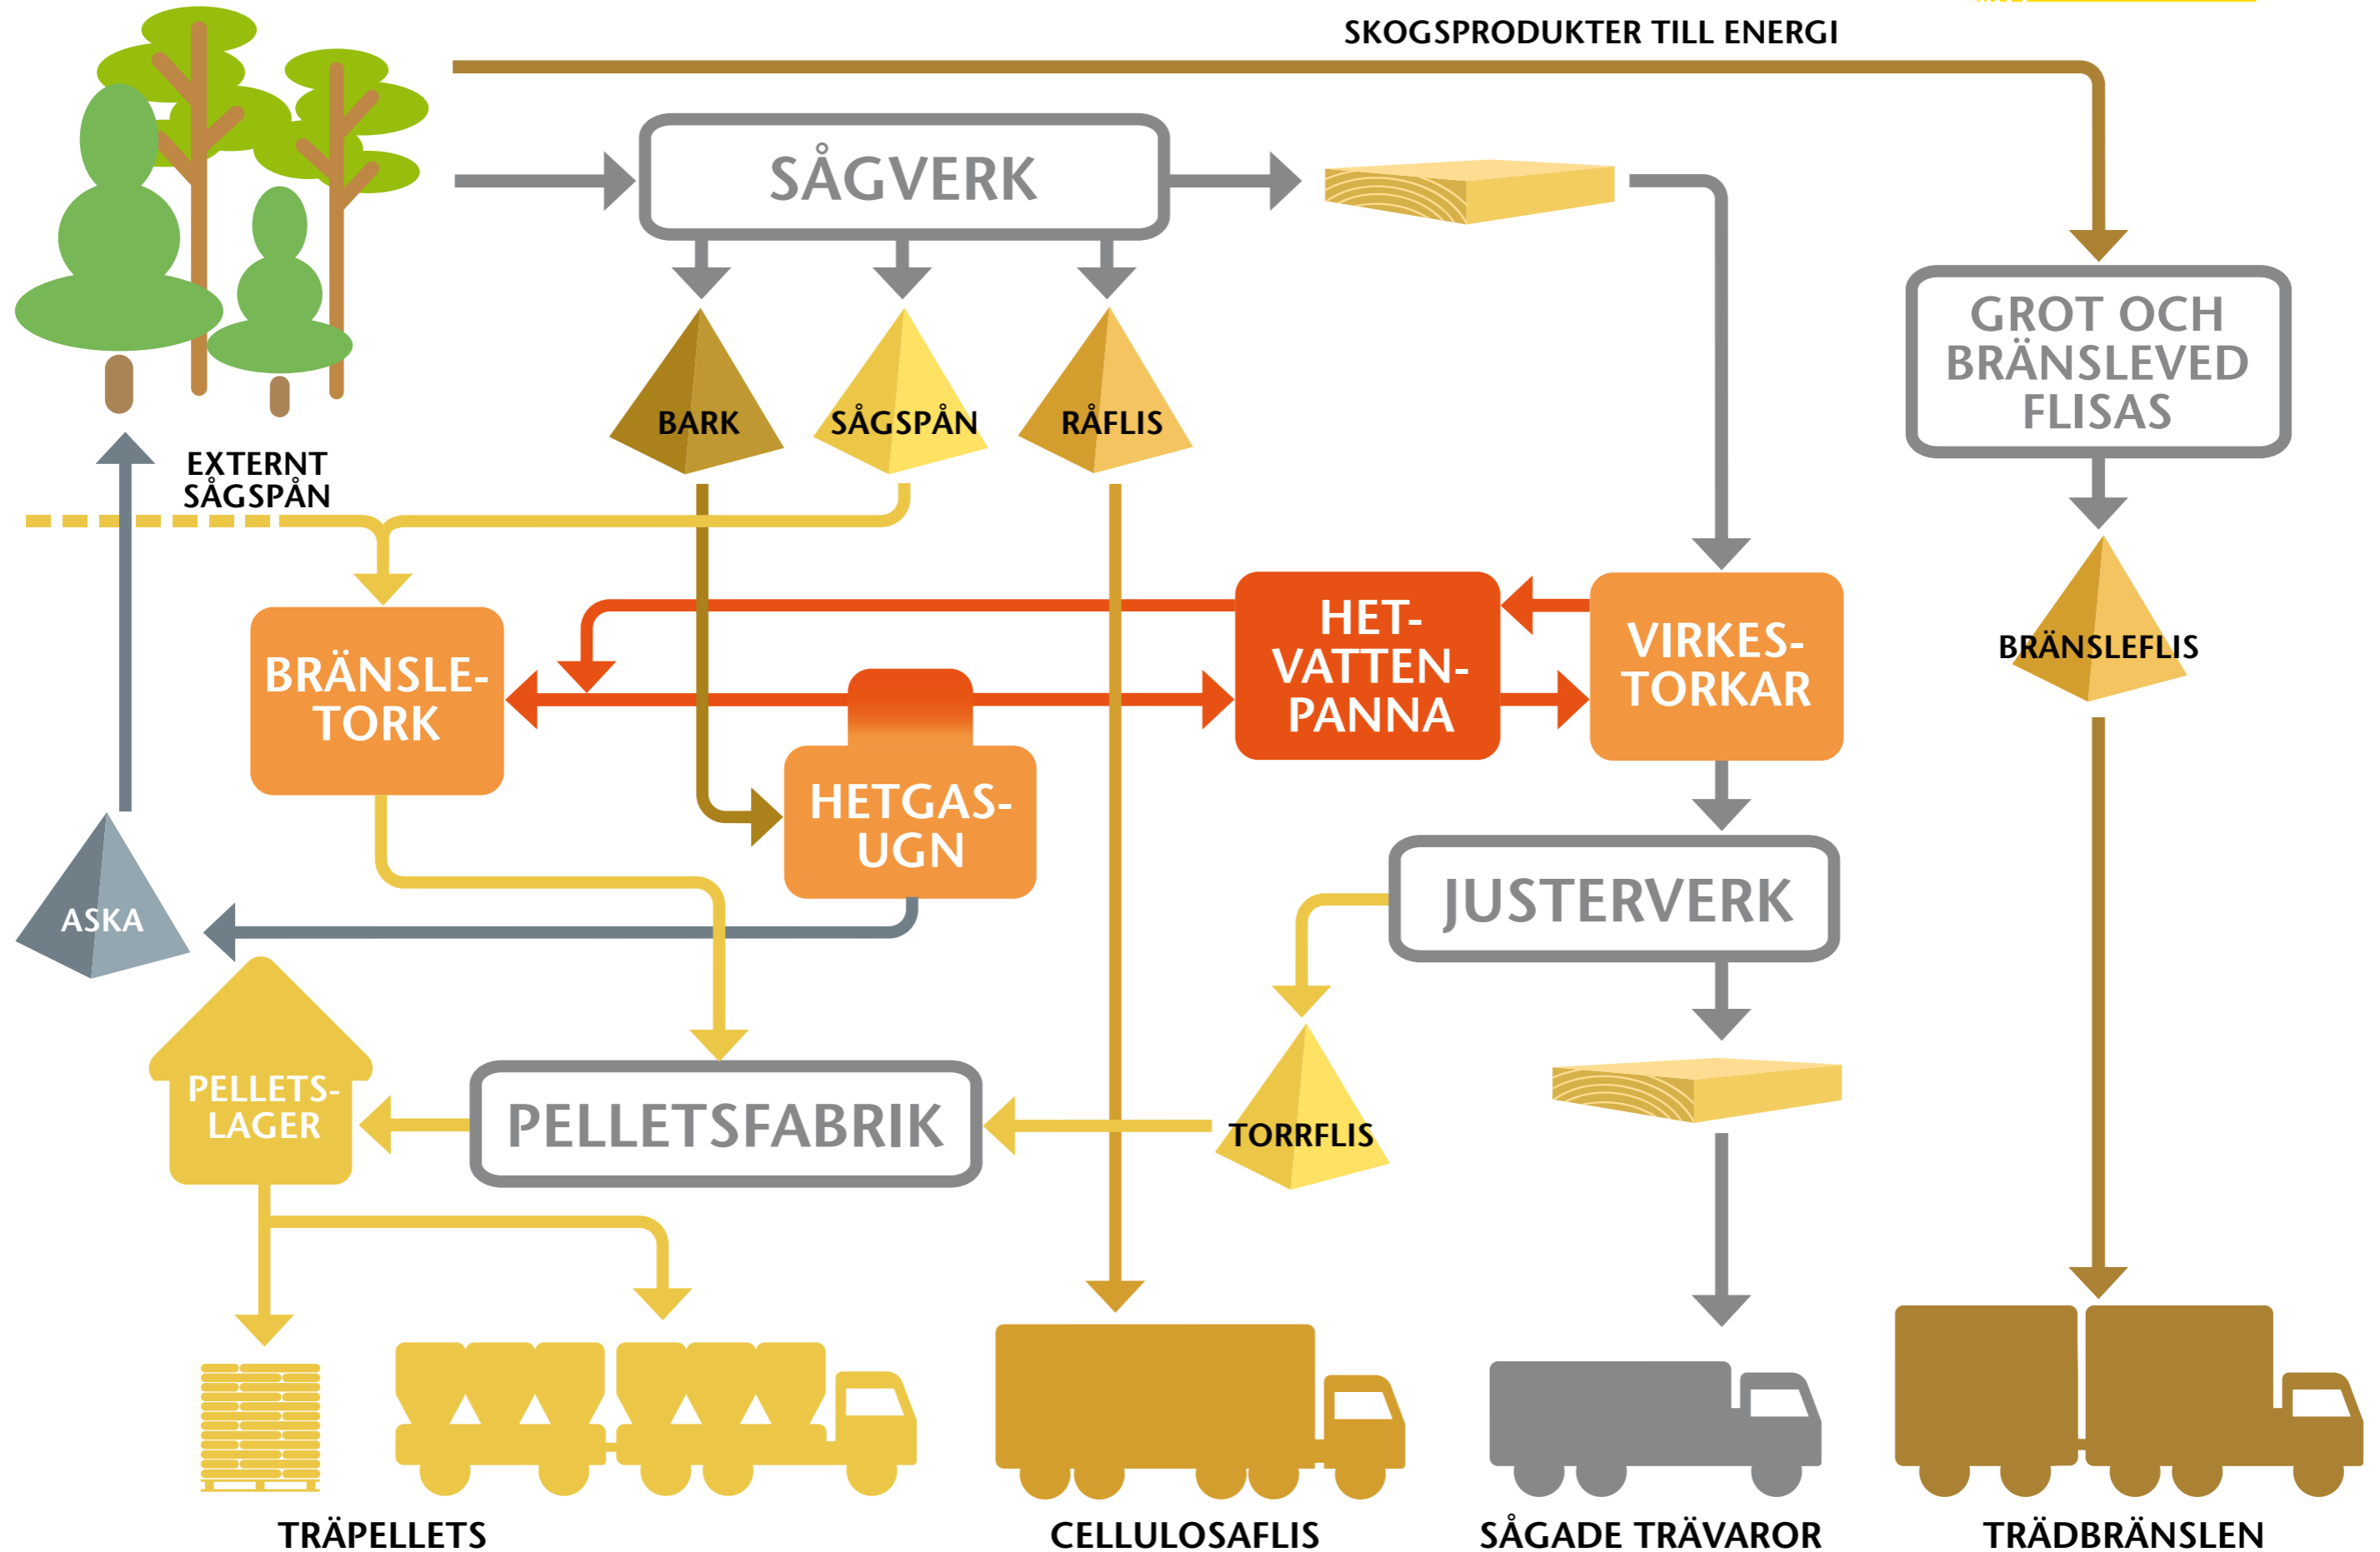 SKOGSPRODUKTER TILL ENERGI
SÅGVERK
GROT OCH
BRÄNSLEVED
FLISAS
BARK
SÅGSPÅN
RÅFLIS
EXTERNT
SÅGSPÅN
BRÄNSLE-
TORK
HET-
VATTEN-
PANNA
VIRKES-
TORKAR
BRÄNSLEFLIS
HETGAS-
UGN
JUSTERVERK
ASKA
PELLETS-
LAGER
PELLETSFABRIK
TORRFLIS
TRÄPELLETS
CELLULOSAFLIS
SÅGADE TRÄVAROR
TRÄDBRÄNSLEN